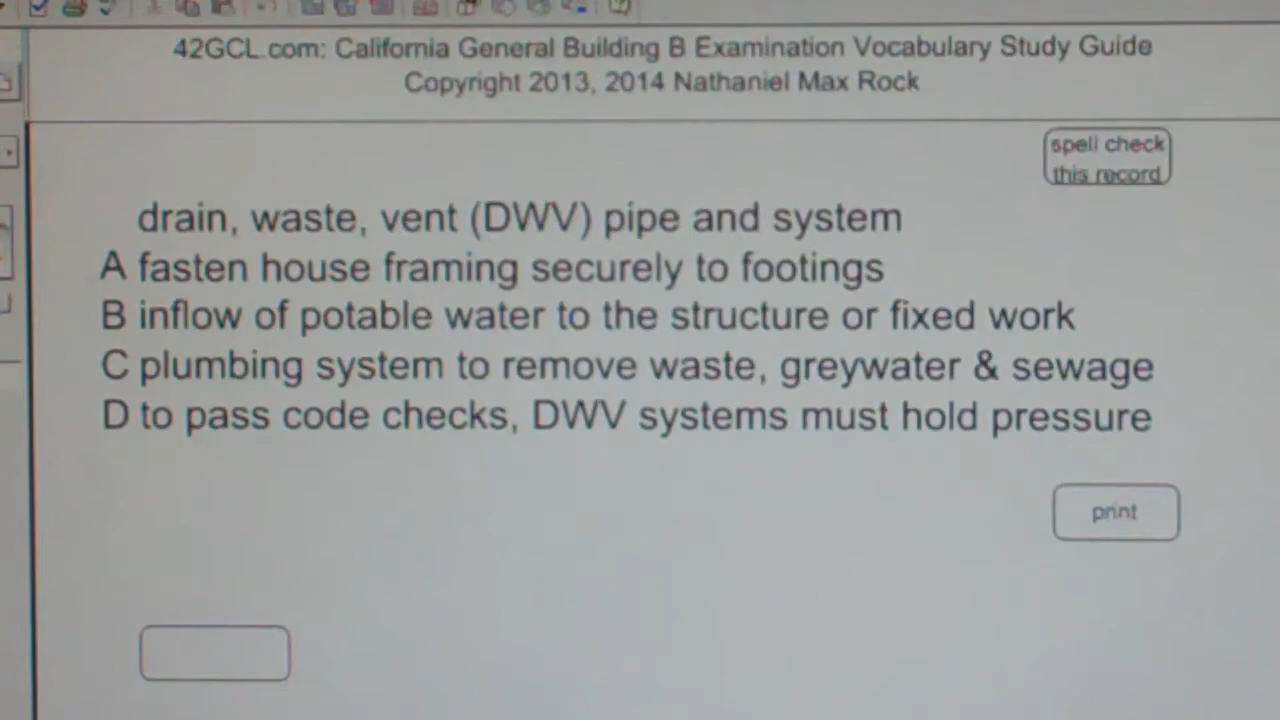 42GCL.com: California General Building B Examination Vocabulary Study Guide
Copyright 2013, 2014 Nathaniel Max Rock
spell check
this record
drain, waste, vent (DWV) pipe and system
A fasten house framing securely to footings
B inflow of potable water to the structure or fixed work
C plumbing system to remove waste, greywater & sewage
D to pass code checks, DWV systems must hold pressure
print